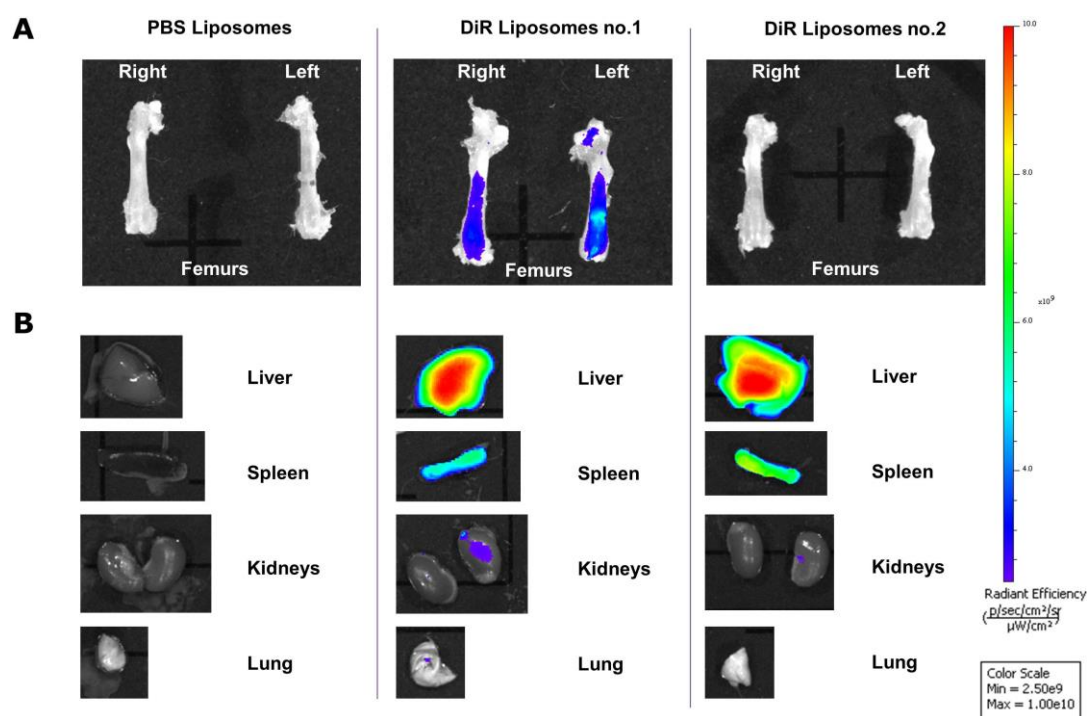 A
PBS Liposomes
DiR Liposomes no.1
DiR Liposomes no.2
Right
Left
Right
Left
Right
Left
Femurs
Femurs
Femurs
B
Liver
Liver
Liver
Spleen
Spleen
Spleen
Kidneys
Kidneys
Kidneys
Lung
Lung
Lung
10.0
8.0
x10⁹
6.0
4.0
Radiant Efficiency
(p/sec/cm²/sr
µW/cm²)
Color Scale
Min = 2.50e9
Max = 1.00e10